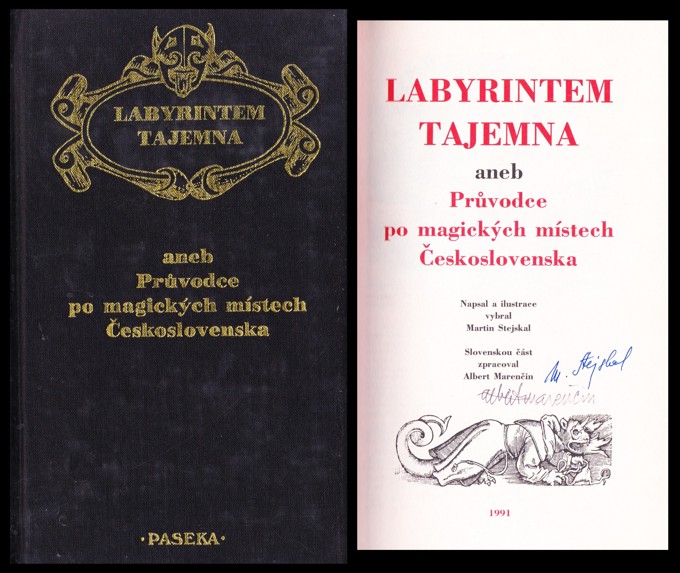 LABYRINTEM
TAJEMNA
aneb
Průvodce
po magických místech
Československa
·PASEKA·
LABYRINTEM
TAJEMNA
aneb
Průvodce
po magických místech
Československa
Napsal a ilustrace
vybral
Martin Stejskal
Slovenskou část
zpracoval
Albert Marenčin
M. Stejskal
albertmarenčin
1991